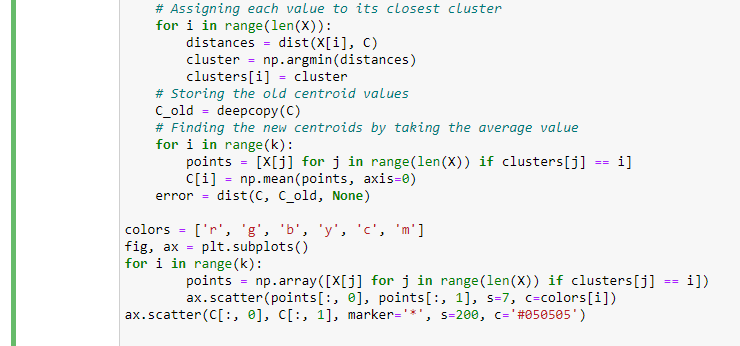 # Assigning each value to its closest cluster
    for i in range(len(X)):
        distances = dist(X[i], C)
        cluster = np.argmin(distances)
        clusters[i] = cluster
    # Storing the old centroid values
    C_old = deepcopy(C)
    # Finding the new centroids by taking the average value
    for i in range(k):
        points = [X[j] for j in range(len(X)) if clusters[j] == i]
        C[i] = np.mean(points, axis=0)
    error = dist(C, C_old, None)

colors = ['r', 'g', 'b', 'y', 'c', 'm']
fig, ax = plt.subplots()
for i in range(k):
        points = np.array([X[j] for j in range(len(X)) if clusters[j] == i])
        ax.scatter(points[:, 0], points[:, 1], s=7, c=colors[i])
ax.scatter(C[:, 0], C[:, 1], marker='*', s=200, c='#050505')